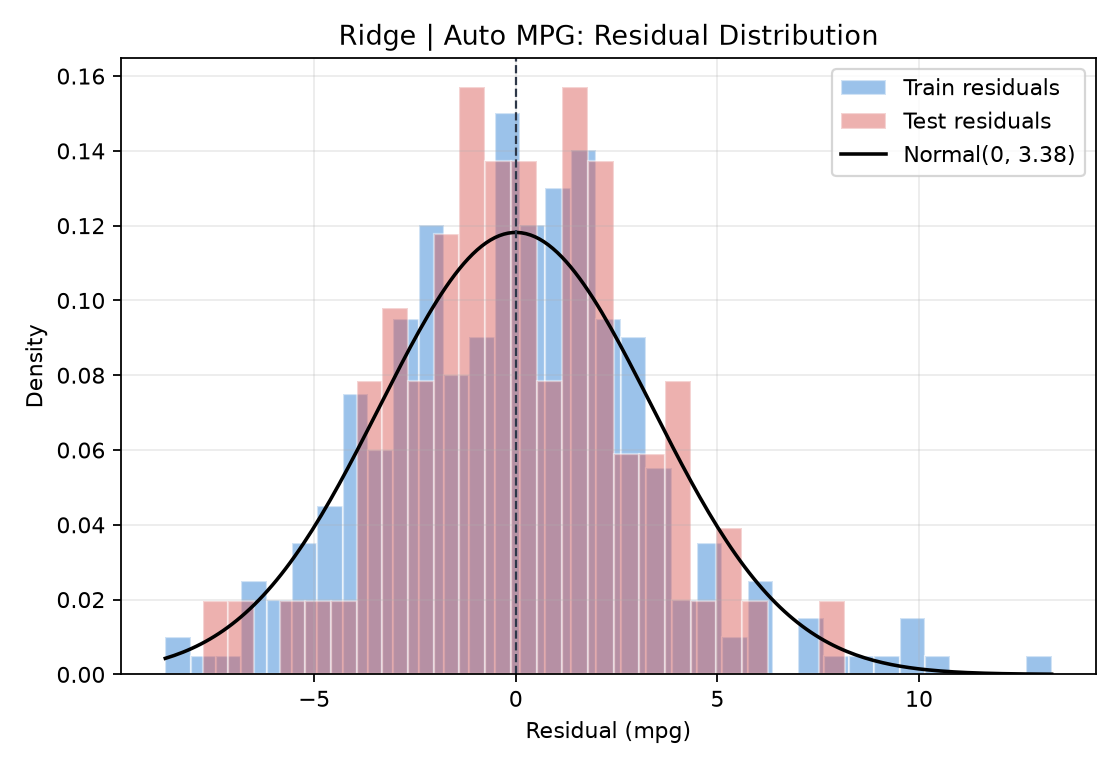 Ridge | Auto MPG: Residual Distribution
Train residuals
Test residuals
Normal(0, 3.38)
Density
0.16
0.14
0.12
0.10
0.08
0.06
0.04
0.02
0.00
−5
0
5
10
Residual (mpg)